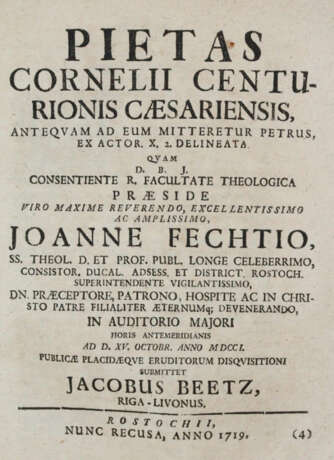 PIETAS
CORNELII CENTU-
RIONIS CÆSARIENSIS,
ANTEQVAM AD EUM MITTERETUR PETRUS,
EX ACTOR. X, 2. DELINEATA.
QVAM
D. B. J.
CONSENTIENTE R. FACULTATE THEOLOGICA
PRÆSIDE
VIRO MAXIME REVERENDO, EXCELLENTISSIMO
AC AMPLISSIMO,
JOANNE FECHTIO,
SS. THEOL. D. ET PROF. PUBL. LONGE CELEBERRIMO,
CONSISTOR. DUCAL. ADSESS. ET DISTRICT. ROSTOCH.
SUPERINTENDENTE VIGILANTISSIMO,
DN. PRÆCEPTORE, PATRONO, HOSPITE AC IN CHRI-
STO PATRE FILIALITER ÆTERNUMq; DEVENERANDO,
IN AUDITORIO MAJORI
HORIS ANTEMERIDIANIS
AD D. XV. OCTOBR. ANNO MDCCI.
PUBLICÆ PLACIDÆQVE ERUDITORUM DISQVISITIONI
SUBMITTET
JACOBUS BEETZ,
RIGA-LIVONUS.
ROSTOCHII,
NUNC RECUSA, ANNO 1719. (4)